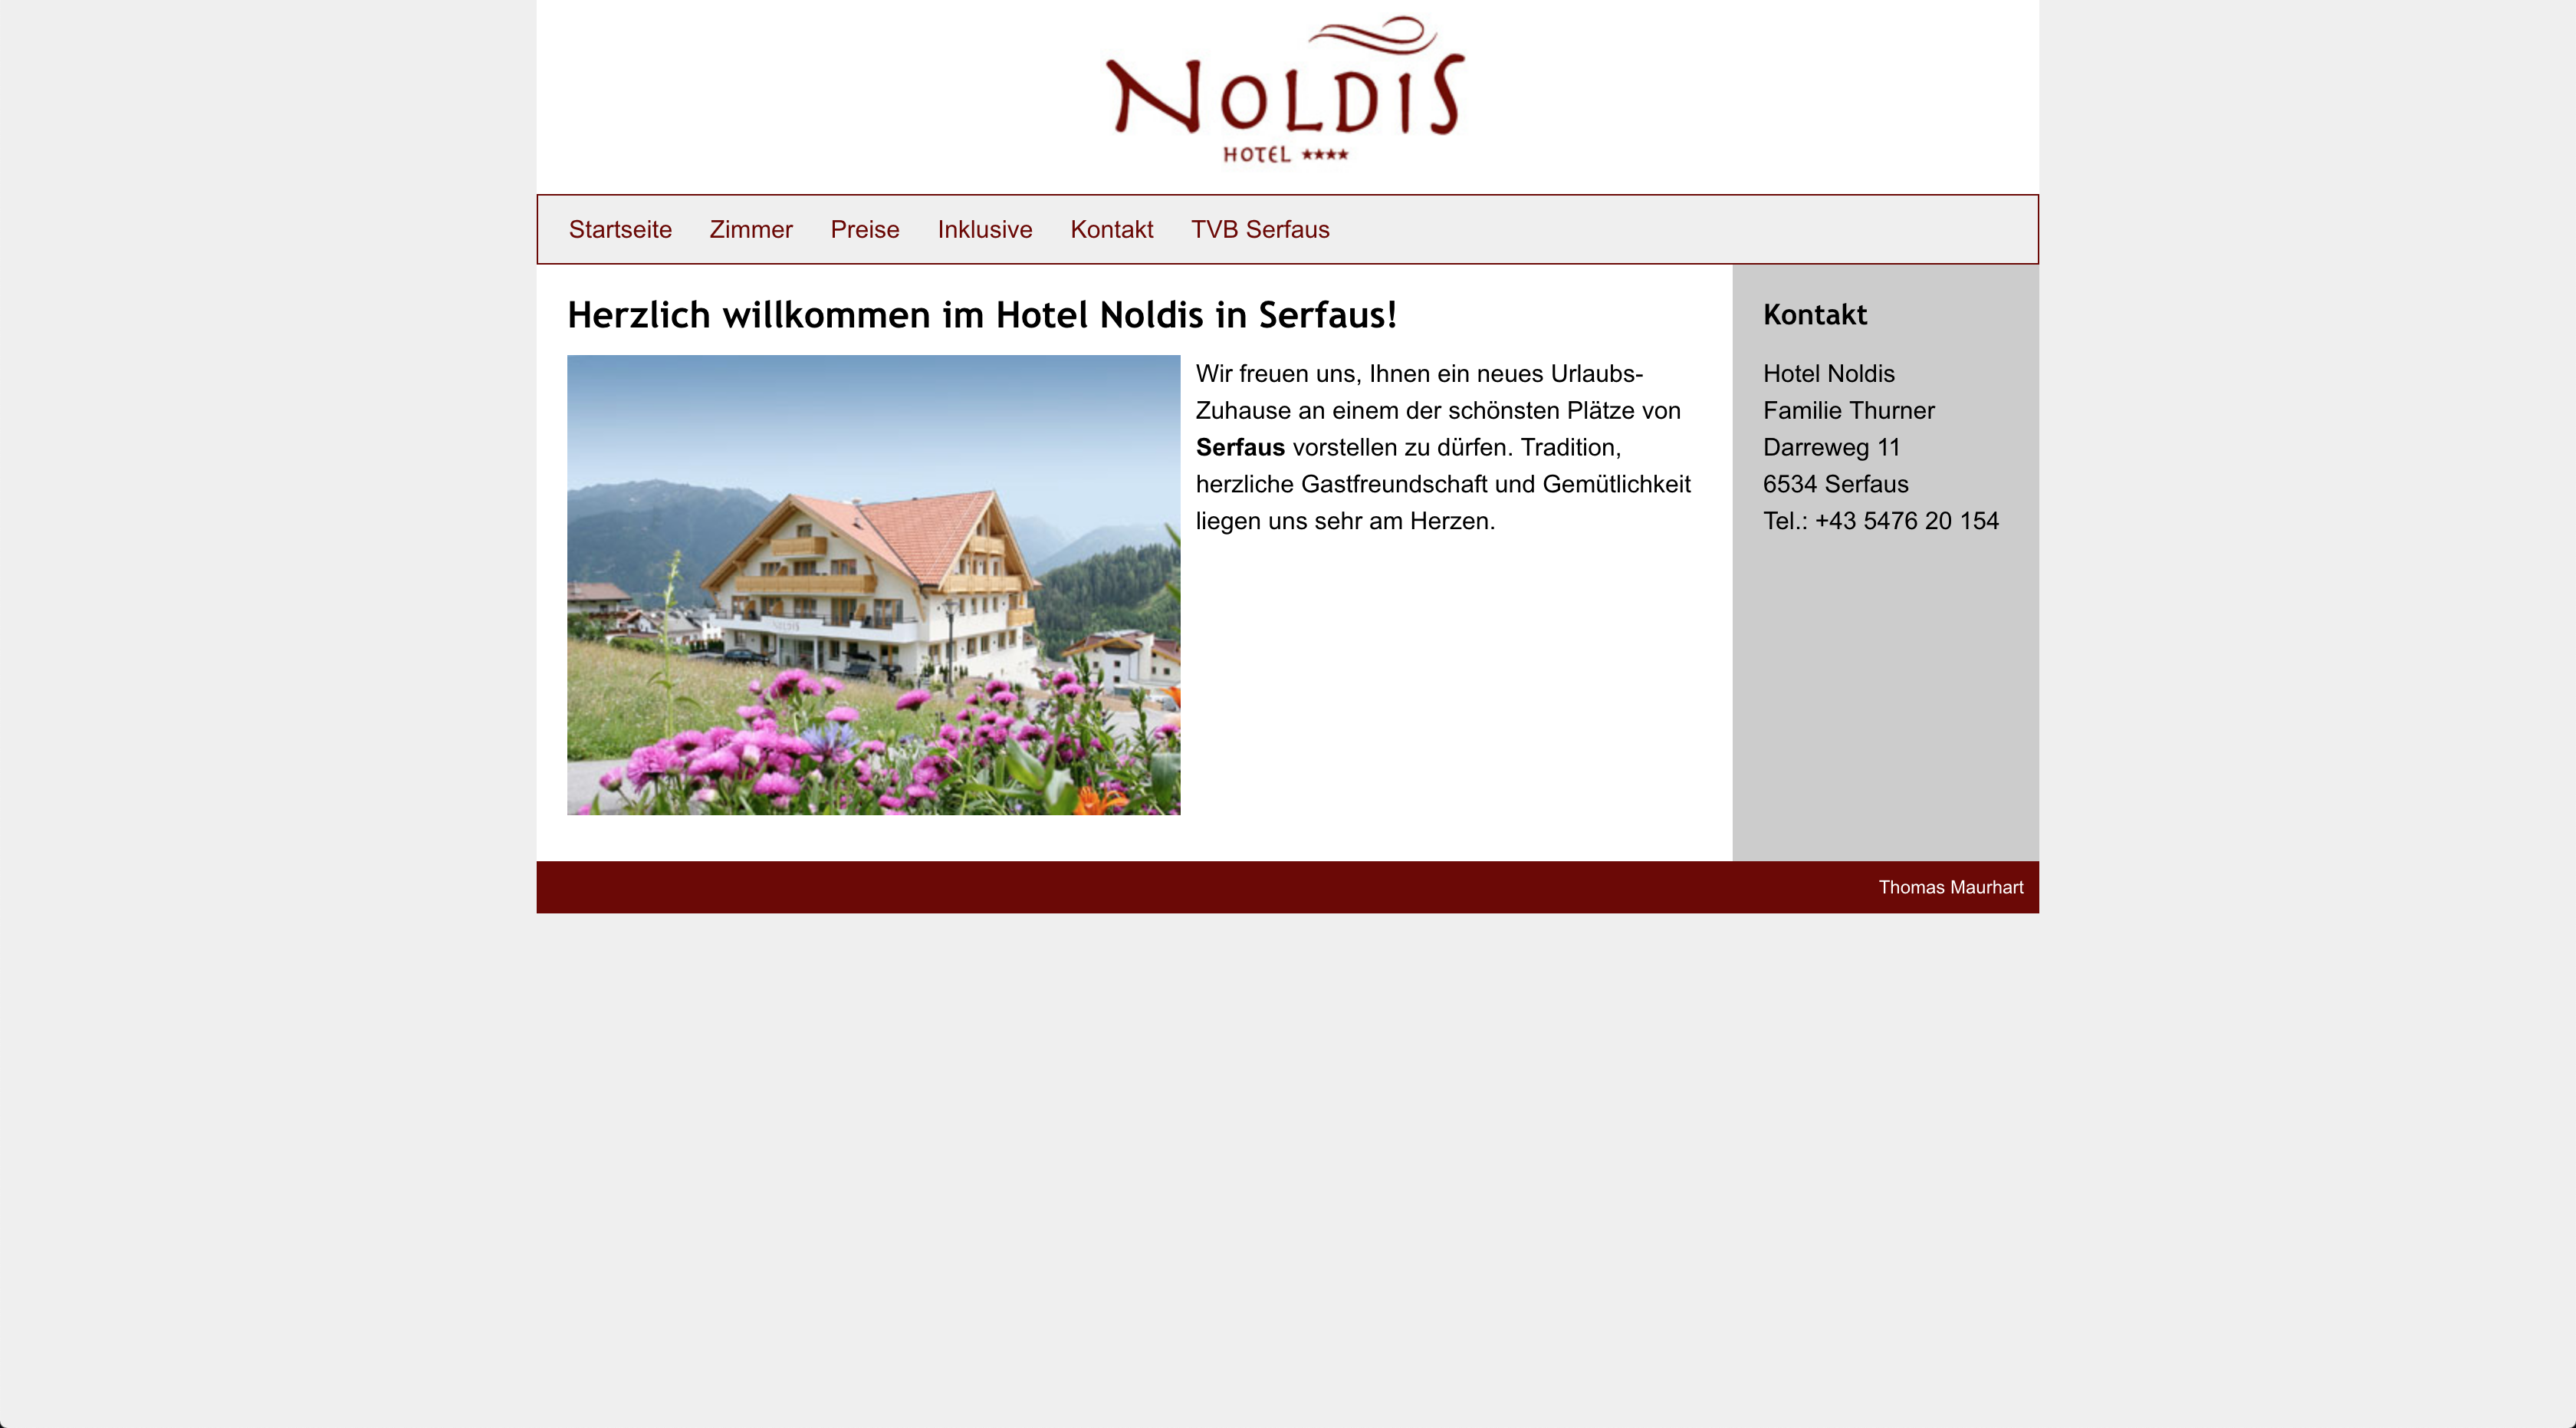 NOLDIS
HOTEL ★★★★
Startseite Zimmer Preise Inklusive Kontakt TVB Serfaus
Herzlich willkommen im Hotel Noldis in Serfaus!
Wir freuen uns, Ihnen ein neues Urlaubs-
Zuhause an einem der schönsten Plätze von
Serfaus vorstellen zu dürfen. Tradition,
herzliche Gastfreundschaft und Gemütlichkeit
liegen uns sehr am Herzen.
NOLDIS
Kontakt
Hotel Noldis
Familie Thurner
Darreweg 11
6534 Serfaus
Tel.: +43 5476 20 154
Thomas Maurhart